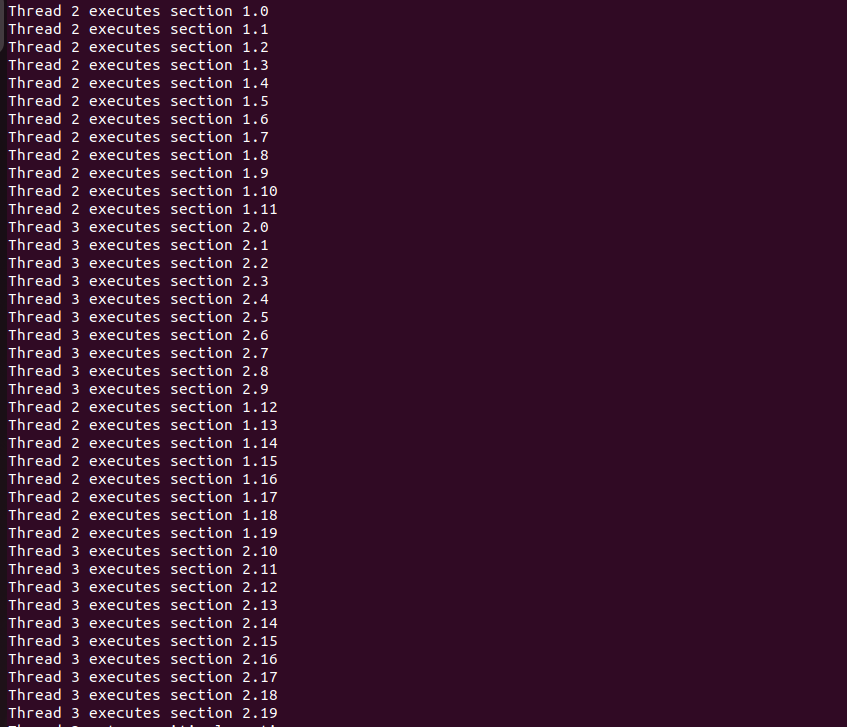 Thread 2 executes section 1.0
Thread 2 executes section 1.1
Thread 2 executes section 1.2
Thread 2 executes section 1.3
Thread 2 executes section 1.4
Thread 2 executes section 1.5
Thread 2 executes section 1.6
Thread 2 executes section 1.7
Thread 2 executes section 1.8
Thread 2 executes section 1.9
Thread 2 executes section 1.10
Thread 2 executes section 1.11
Thread 3 executes section 2.0
Thread 3 executes section 2.1
Thread 3 executes section 2.2
Thread 3 executes section 2.3
Thread 3 executes section 2.4
Thread 3 executes section 2.5
Thread 3 executes section 2.6
Thread 3 executes section 2.7
Thread 3 executes section 2.8
Thread 3 executes section 2.9
Thread 2 executes section 1.12
Thread 2 executes section 1.13
Thread 2 executes section 1.14
Thread 2 executes section 1.15
Thread 2 executes section 1.16
Thread 2 executes section 1.17
Thread 2 executes section 1.18
Thread 2 executes section 1.19
Thread 3 executes section 2.10
Thread 3 executes section 2.11
Thread 3 executes section 2.12
Thread 3 executes section 2.13
Thread 3 executes section 2.14
Thread 3 executes section 2.15
Thread 3 executes section 2.16
Thread 3 executes section 2.17
Thread 3 executes section 2.18
Thread 3 executes section 2.19